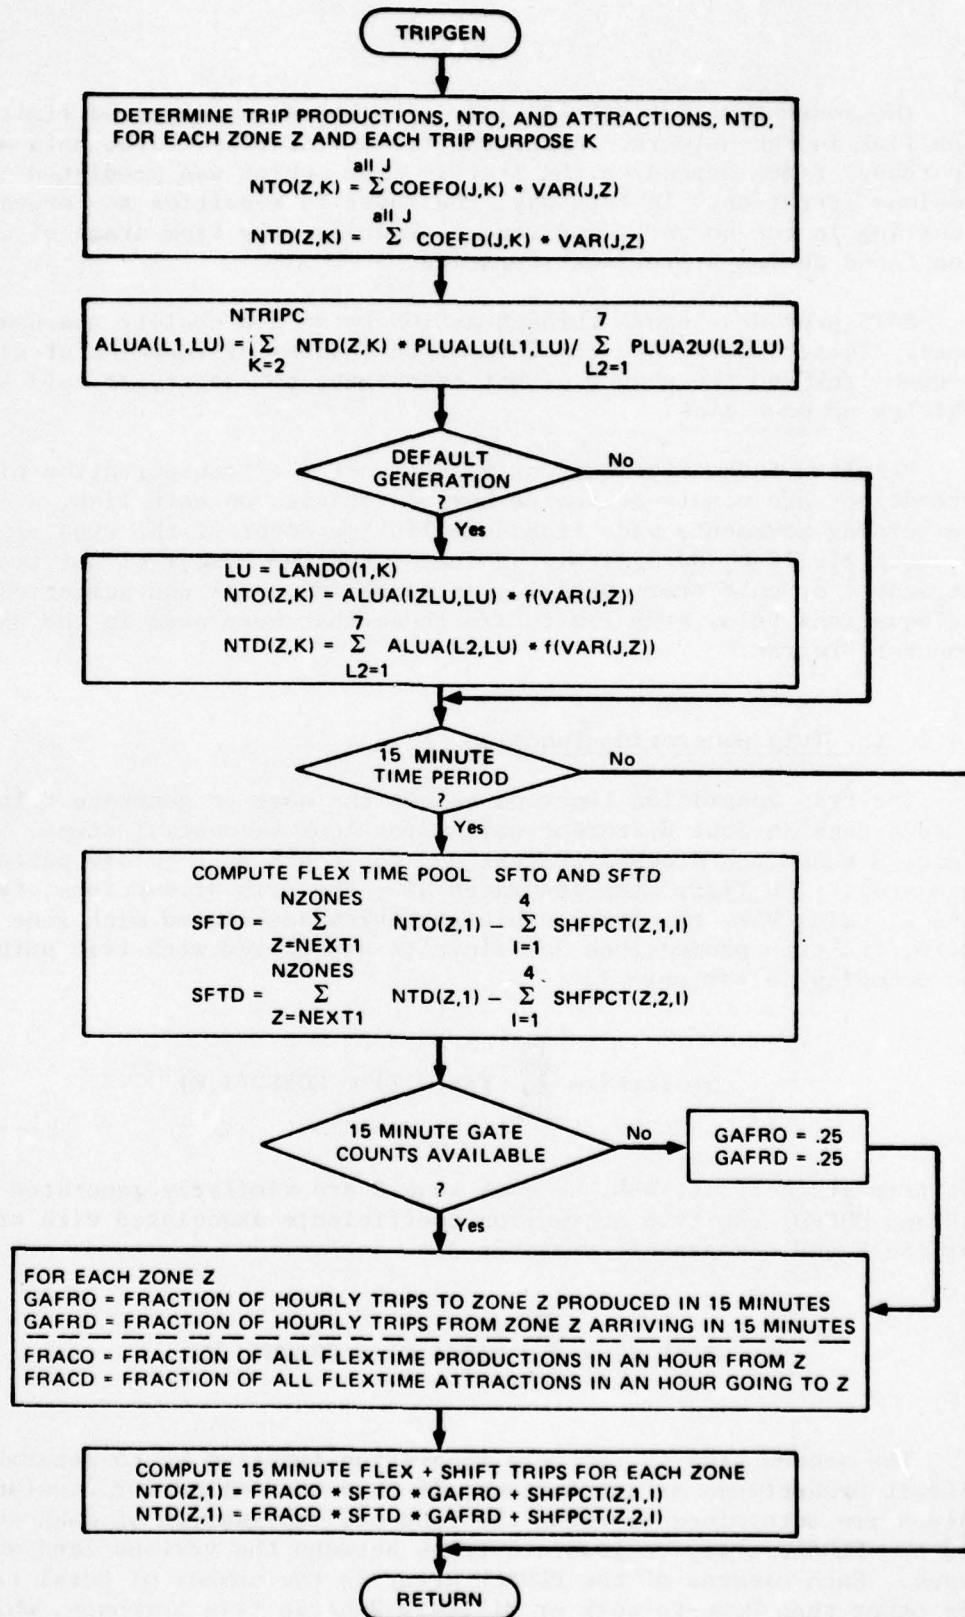 TRIPGEN
DETERMINE TRIP PRODUCTIONS, NTO, AND ATTRACTIONS, NTD,
FOR EACH ZONE Z AND EACH TRIP PURPOSE K
all J
NTO(Z,K) = Σ COEFO(J,K) * VAR(J,Z)
all J
NTD(Z,K) = Σ COEFD(J,K) * VAR(J,Z)
NTRIPC 7
ALUA(L1,LU) = Σ NTD(Z,K) * PLUALU(L1,LU)/ Σ PLUA2U(L2,LU)
K=2 L2=1
DEFAULT
GENERATION
?
No
Yes
LU = LANDO(1,K)
NTO(Z,K) = ALUA(IZLU,LU) * f(VAR(J,Z))
7
NTD(Z,K) = Σ ALUA(L2,LU) * f(VAR(J,Z))
L2=1
15 MINUTE
TIME PERIOD
?
No
Yes
COMPUTE FLEX TIME POOL SFTO AND SFTD
NZONES 4
SFTO = Σ NTO(Z,1) − Σ SHFPCT(Z,1,I)
Z=NEXT1 I=1
NZONES 4
SFTD = Σ NTD(Z,1) − Σ SHFPCT(Z,2,I)
Z=NEXT1 I=1
15 MINUTE GATE
COUNTS AVAILABLE
?
No
GAFRO = .25
GAFRD = .25
Yes
FOR EACH ZONE Z
GAFRO = FRACTION OF HOURLY TRIPS TO ZONE Z PRODUCED IN 15 MINUTES
GAFRD = FRACTION OF HOURLY TRIPS FROM ZONE Z ARRIVING IN 15 MINUTES
FRACO = FRACTION OF ALL FLEXTIME PRODUCTIONS IN AN HOUR FROM Z
FRACD = FRACTION OF ALL FLEXTIME ATTRACTIONS IN AN HOUR GOING TO Z
COMPUTE 15 MINUTE FLEX + SHIFT TRIPS FOR EACH ZONE
NTO(Z,1) = FRACO * SFTO * GAFRO + SHFPCT(Z,1,I)
NTD(Z,1) = FRACD * SFTD * GAFRD + SHFPCT(Z,2,I)
RETURN